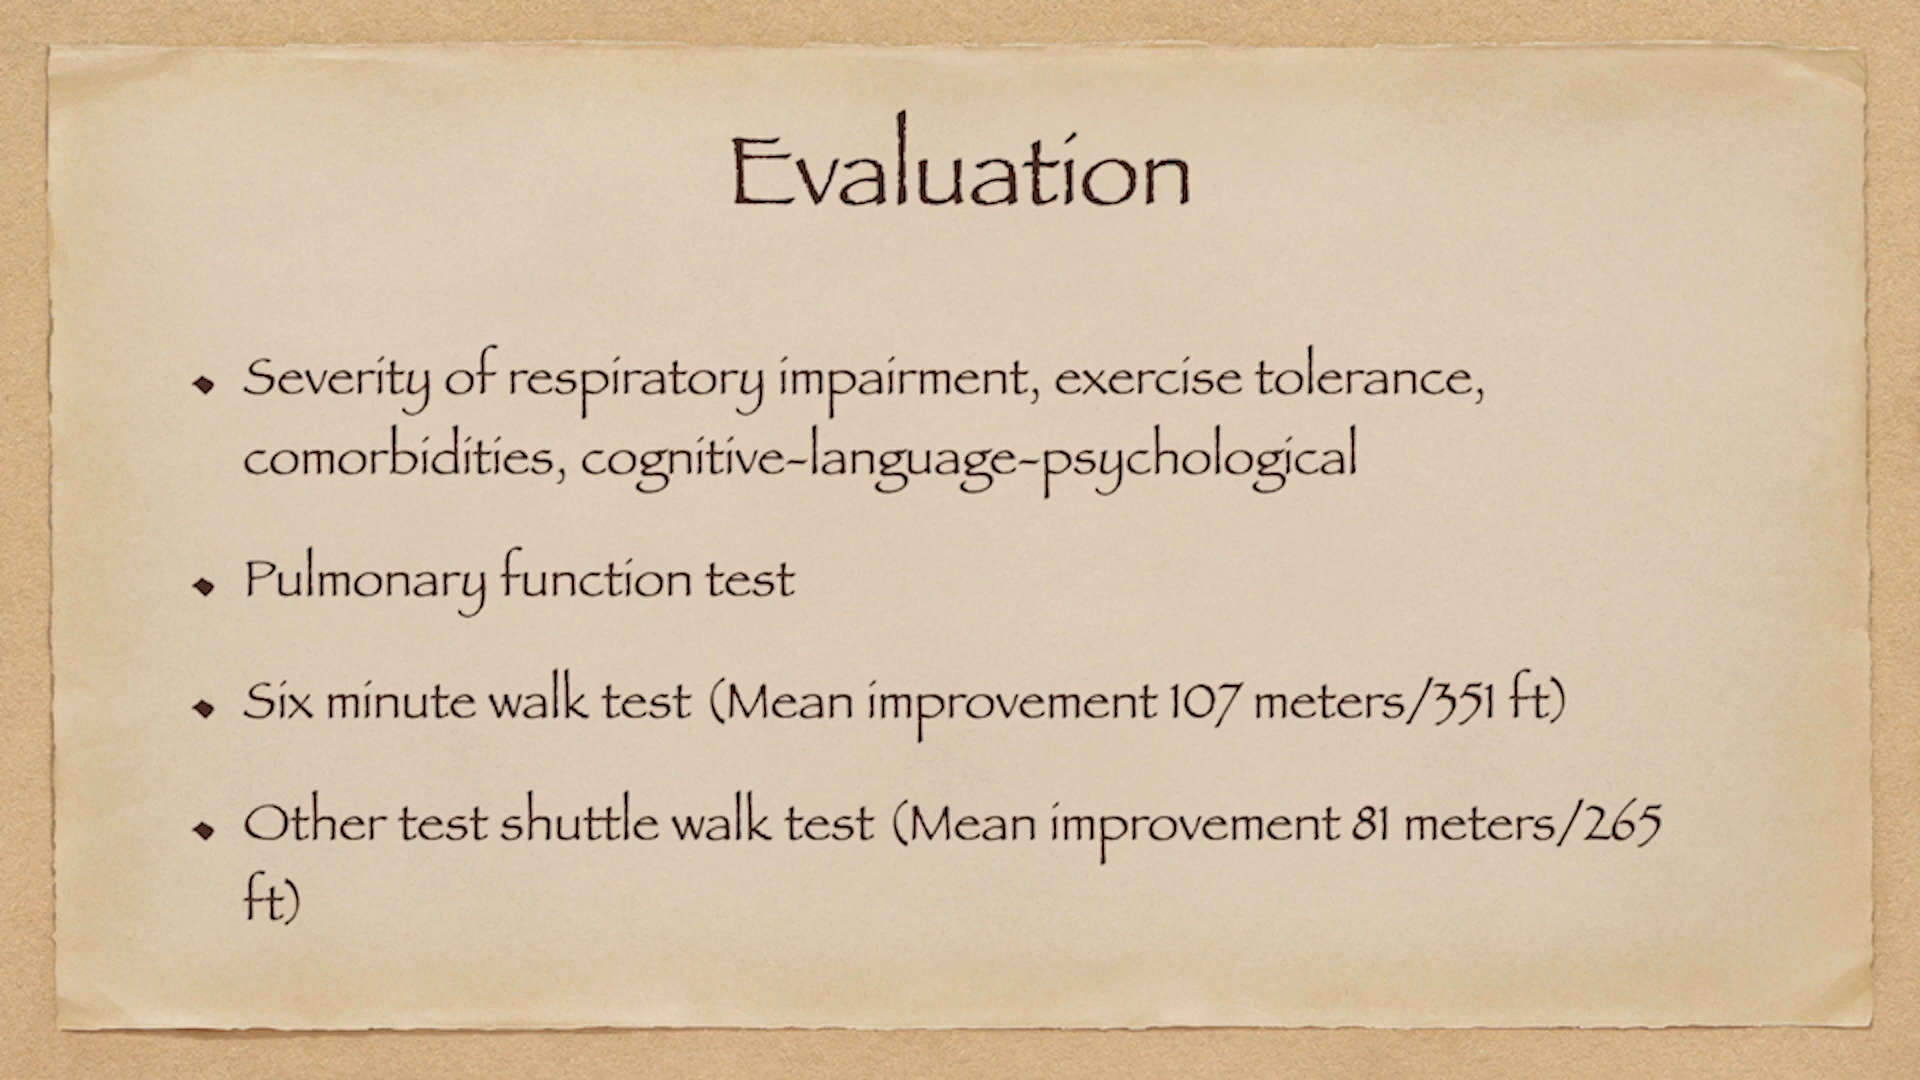 Evaluation
Severity of respiratory impairment, exercise tolerance,
comorbidities, cognitive-language-psychological
Pulmonary function test
Six minute walk test (Mean improvement 107 meters/351 ft)
Other test shuttle walk test (Mean improvement 81 meters/265
ft)